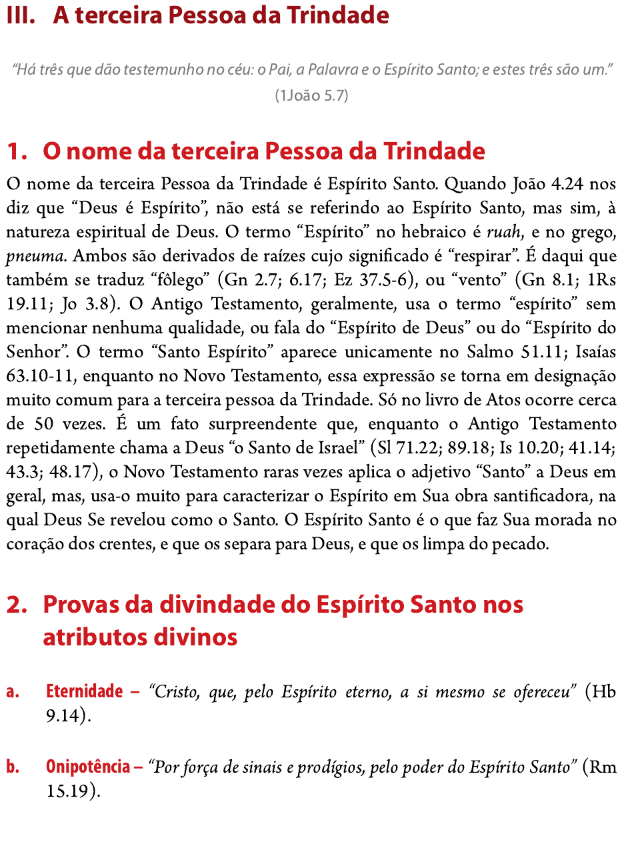 III. A terceira Pessoa da Trindade
“Há três que dão testemunho no céu: o Pai, a Palavra e o Espírito Santo; e estes três são um.”
(1João 5.7)
1. O nome da terceira Pessoa da Trindade
O nome da terceira Pessoa da Trindade é Espírito Santo. Quando João 4.24 nos
diz que “Deus é Espírito”, não está se referindo ao Espírito Santo, mas sim, à
natureza espiritual de Deus. O termo “Espírito” no hebraico é ruah, e no grego,
pneuma. Ambos são derivados de raízes cujo significado é “respirar”. É daqui que
também se traduz “fôlego” (Gn 2.7; 6.17; Ez 37.5-6), ou “vento” (Gn 8.1; 1Rs
19.11; Jo 3.8). O Antigo Testamento, geralmente, usa o termo “espírito” sem
mencionar nenhuma qualidade, ou fala do “Espírito de Deus” ou do “Espírito do
Senhor”. O termo “Santo Espírito” aparece unicamente no Salmo 51.11; Isaías
63.10-11, enquanto no Novo Testamento, essa expressão se torna em designação
muito comum para a terceira pessoa da Trindade. Só no livro de Atos ocorre cerca
de 50 vezes. É um fato surpreendente que, enquanto o Antigo Testamento
repetidamente chama a Deus “o Santo de Israel” (Sl 71.22; 89.18; Is 10.20; 41.14;
43.3; 48.17), o Novo Testamento raras vezes aplica o adjetivo “Santo” a Deus em
geral, mas, usa-o muito para caracterizar o Espírito em Sua obra santificadora, na
qual Deus Se revelou como o Santo. O Espírito Santo é o que faz Sua morada no
coração dos crentes, e que os separa para Deus, e que os limpa do pecado.
2. Provas da divindade do Espírito Santo nos
atributos divinos
a. Eternidade – “Cristo, que, pelo Espírito eterno, a si mesmo se ofereceu” (Hb
9.14).
b. Onipotência – “Por força de sinais e prodígios, pelo poder do Espírito Santo” (Rm
15.19).